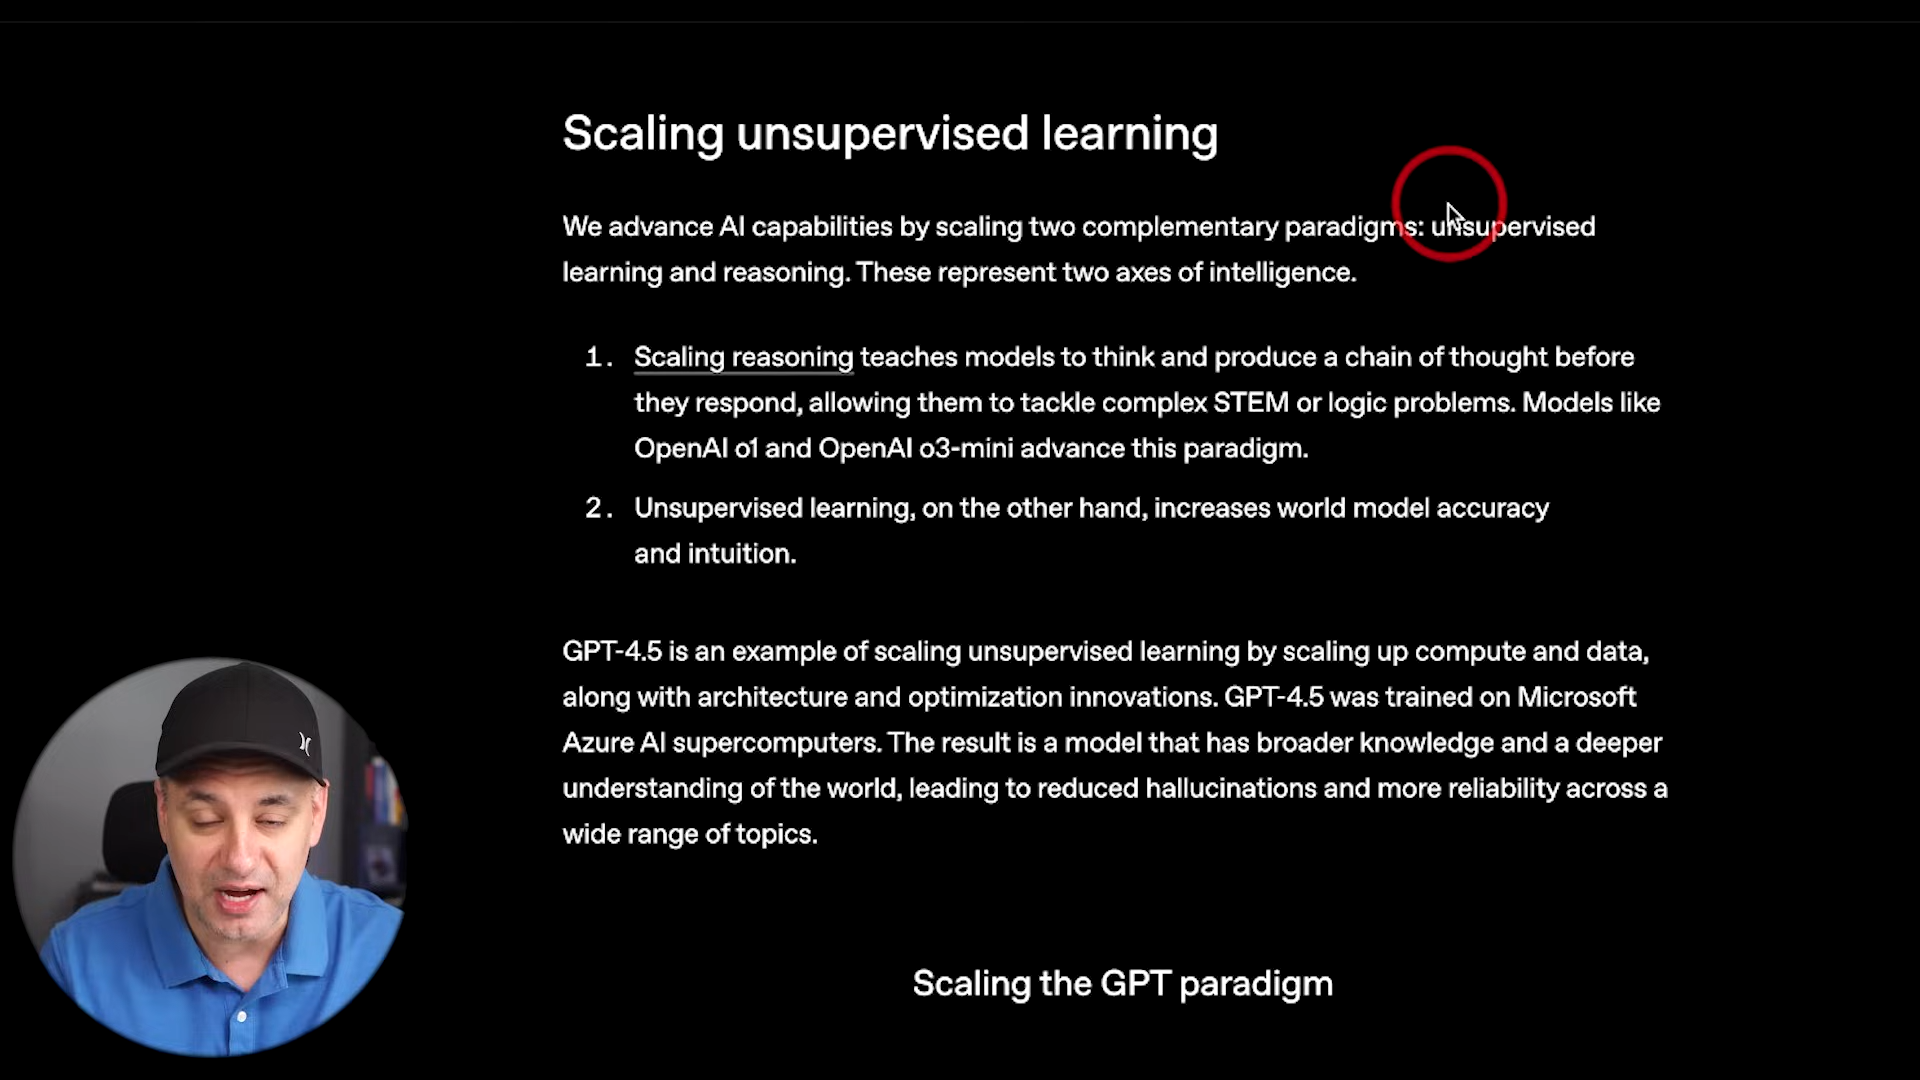 Scaling unsupervised learning
We advance AI capabilities by scaling two complementary paradigms: unsupervised
learning and reasoning. These represent two axes of intelligence.
1. Scaling reasoning teaches models to think and produce a chain of thought before
they respond, allowing them to tackle complex STEM or logic problems. Models like
OpenAI o1 and OpenAI o3-mini advance this paradigm.
2. Unsupervised learning, on the other hand, increases world model accuracy
and intuition.
GPT-4.5 is an example of scaling unsupervised learning by scaling up compute and data,
along with architecture and optimization innovations. GPT-4.5 was trained on Microsoft
Azure AI supercomputers. The result is a model that has broader knowledge and a deeper
understanding of the world, leading to reduced hallucinations and more reliability across a
wide range of topics.
Scaling the GPT paradigm